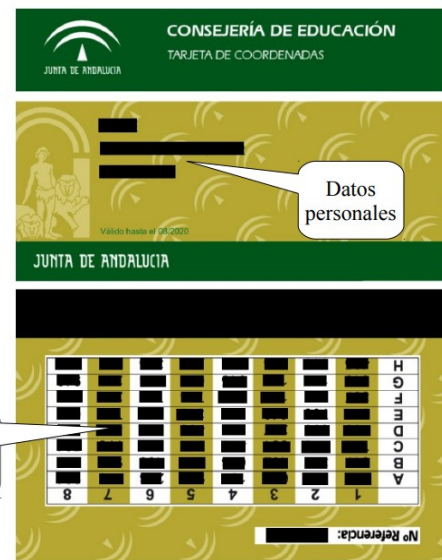 JUNTA DE ANDALUCIA
CONSEJERÍA DE EDUCACIÓN
TARJETA DE COORDENADAS
Válido hasta el 08/2020
Datos
personales
JUNTA DE ANDALUCIA
Nº Referencia:
1 2 3 4 5 6 7 8
A
B
C
D
E
F
G
H